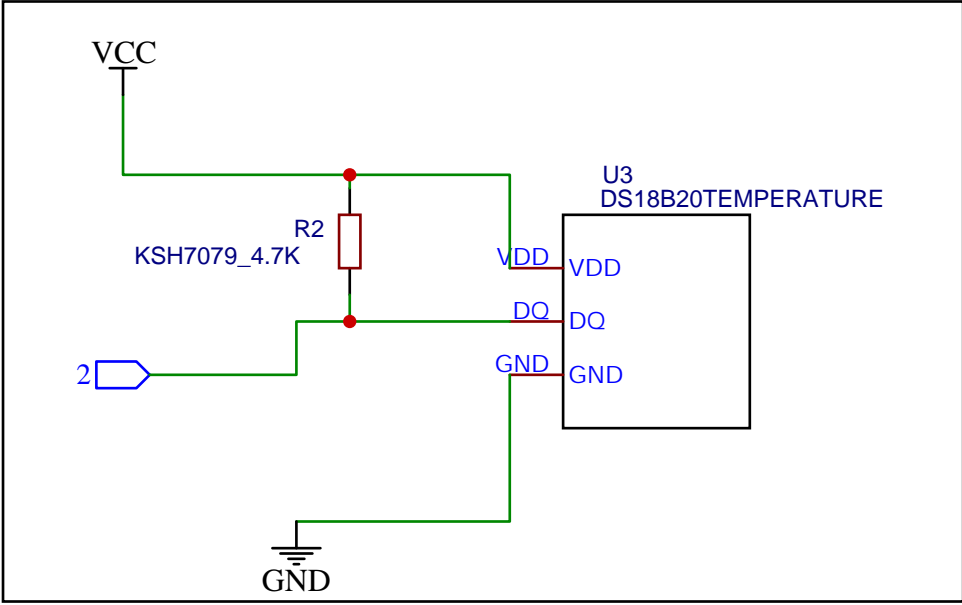 VCC
U3
DS18B20TEMPERATURE
R2
KSH7079_4.7K
VDD
VDD
DQ
DQ
GND
GND
2
GND